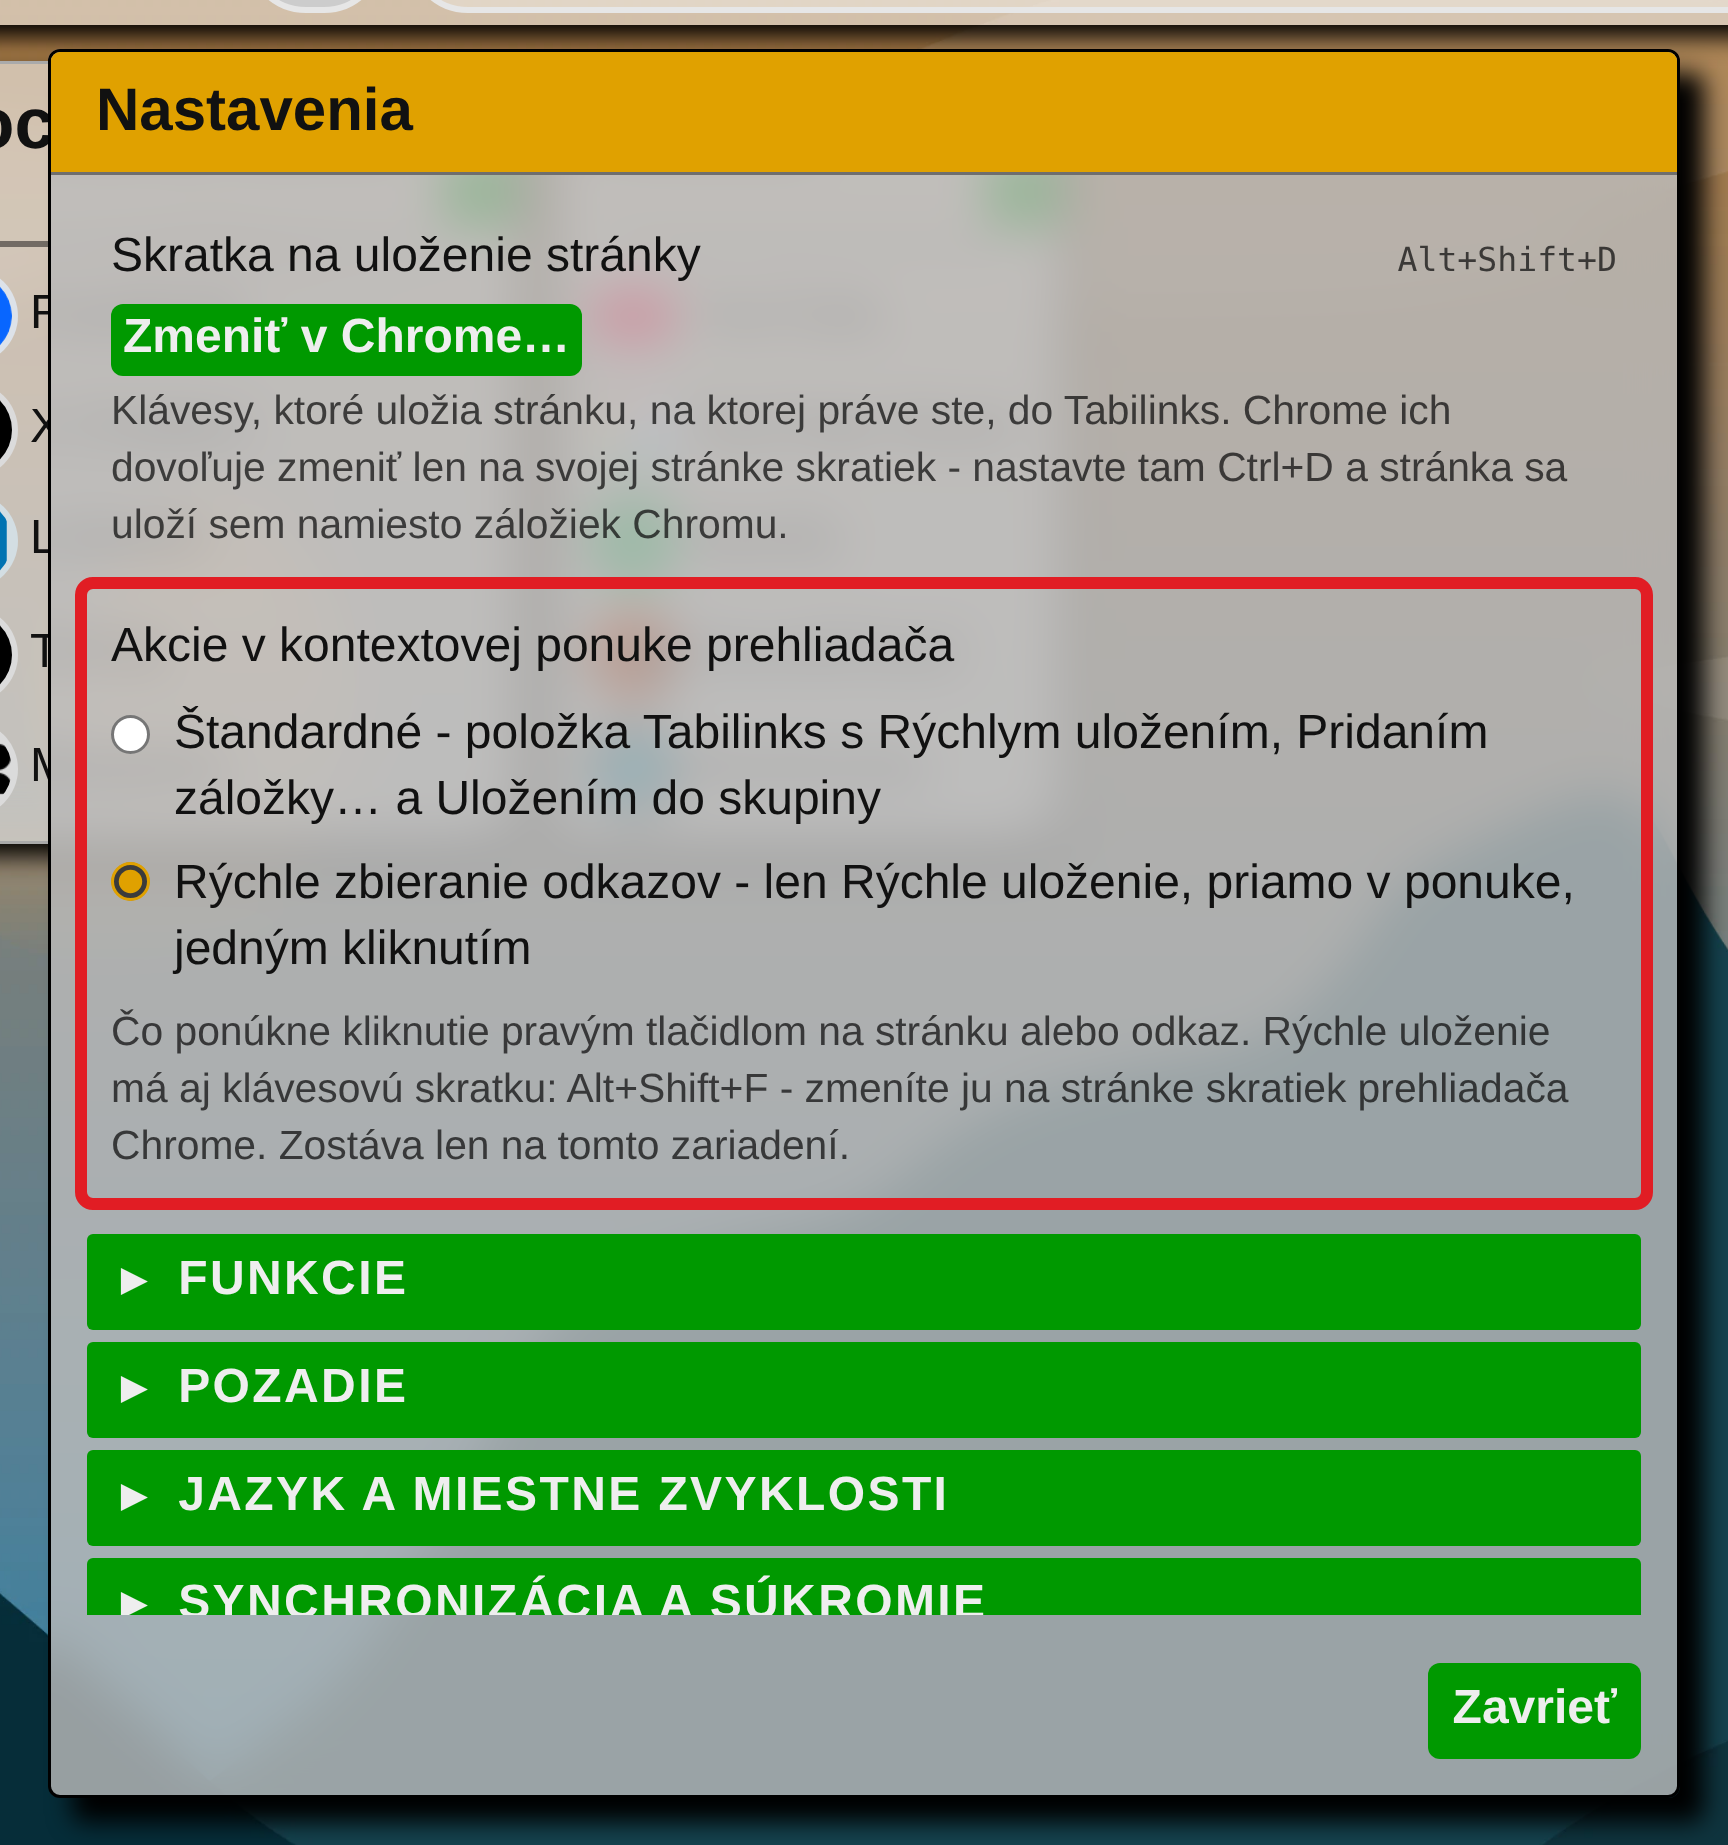 Nastavenia
Skratka na uloženie stránky
Alt+Shift+D
Zmeniť v Chrome…
Klávesy, ktoré uložia stránku, na ktorej práve ste, do Tabilinks. Chrome ich
dovoľuje zmeniť len na svojej stránke skratiek - nastavte tam Ctrl+D a stránka sa
uloží sem namiesto záložiek Chromu.
Akcie v kontextovej ponuke prehliadača
Štandardné - položka Tabilinks s Rýchlym uložením, Pridaním
záložky… a Uložením do skupiny
Rýchle zbieranie odkazov - len Rýchle uloženie, priamo v ponuke,
jedným kliknutím
Čo ponúkne kliknutie pravým tlačidlom na stránku alebo odkaz. Rýchle uloženie
má aj klávesovú skratku: Alt+Shift+F - zmeníte ju na stránke skratiek prehliadača
Chrome. Zostáva len na tomto zariadení.
► FUNKCIE
► POZADIE
► JAZYK A MIESTNE ZVYKLOSTI
► SYNCHRONIZÁCIA A SÚKROMIE
Zavrieť